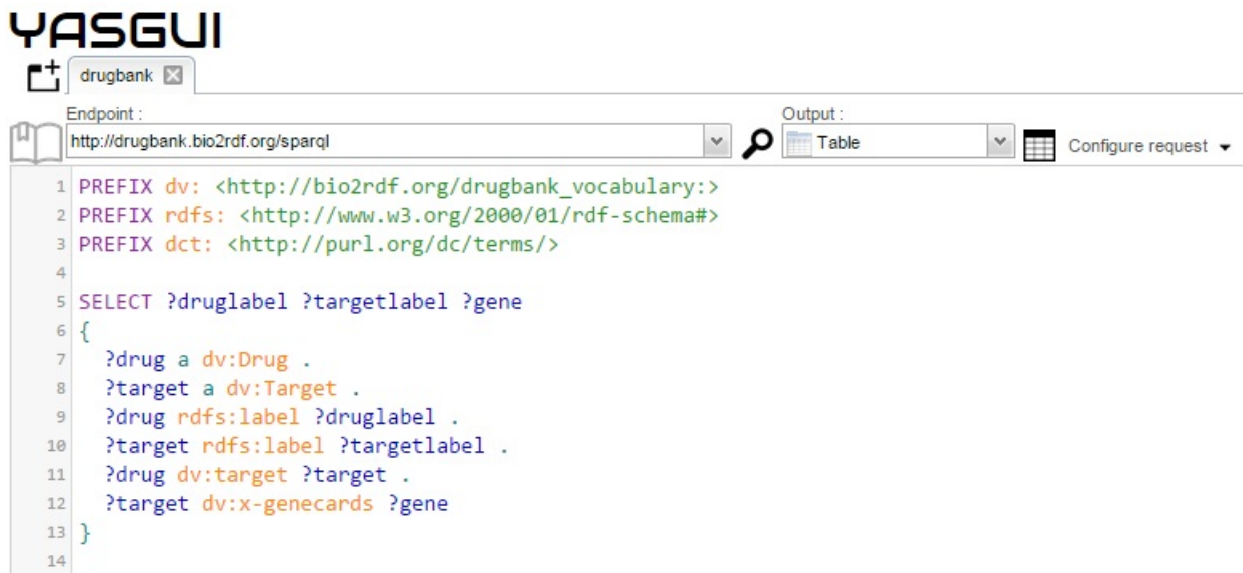 YASGUI
drugbank
Endpoint :
Output :
http://drugbank.bio2rdf.org/sparql
Table
Configure request
1 PREFIX dv: <http://bio2rdf.org/drugbank_vocabulary:>
2 PREFIX rdfs: <http://www.w3.org/2000/01/rdf-schema#>
3 PREFIX dct: <http://purl.org/dc/terms/>
4
5 SELECT ?druglabel ?targetlabel ?gene
6 {
7 ?drug a dv:Drug .
8 ?target a dv:Target .
9 ?drug rdfs:label ?druglabel .
10 ?target rdfs:label ?targetlabel .
11 ?drug dv:target ?target .
12 ?target dv:x-genecards ?gene
13 }
14